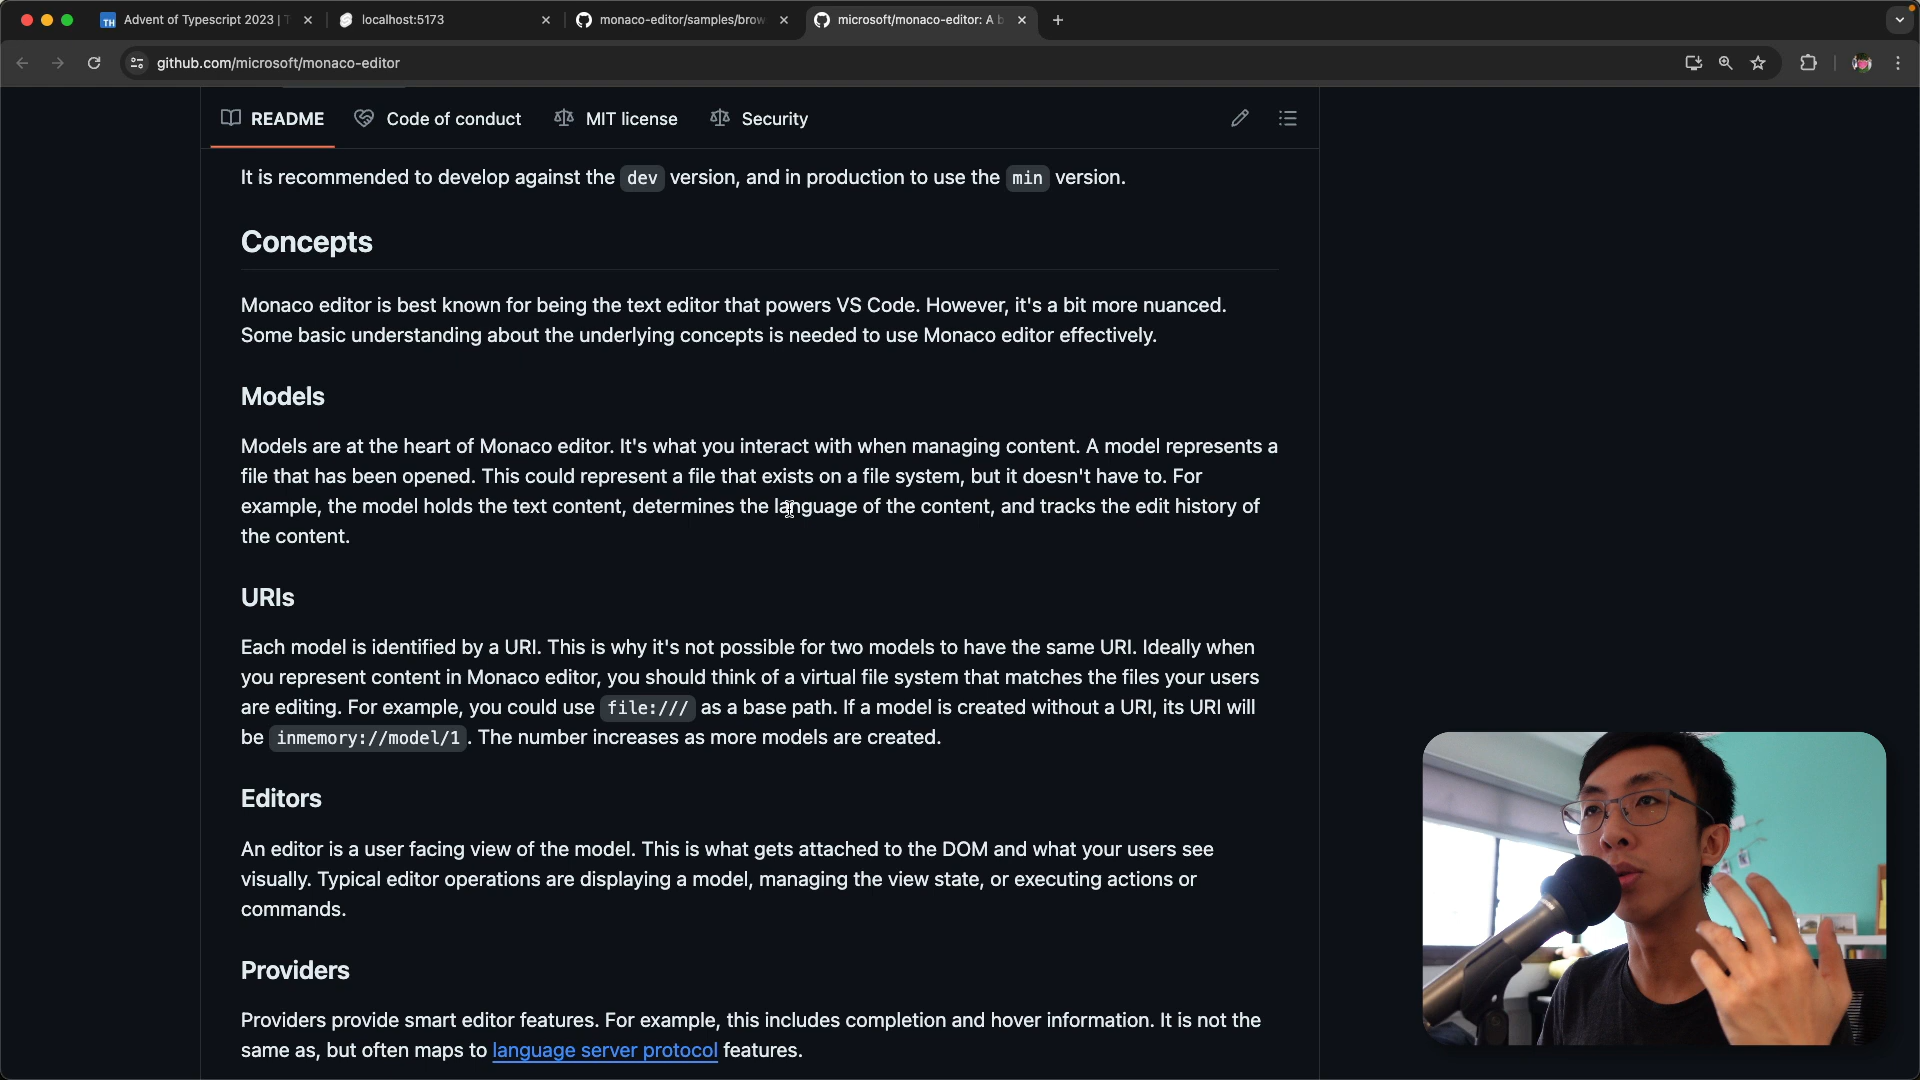 Advent of Typescript 2023 | T
localhost:5173
monaco-editor/samples/brow
microsoft/monaco-editor: A b
github.com/microsoft/monaco-editor
README
Code of conduct
MIT license
Security
It is recommended to develop against the dev version, and in production to use the min version.
Concepts
Monaco editor is best known for being the text editor that powers VS Code. However, it's a bit more nuanced.
Some basic understanding about the underlying concepts is needed to use Monaco editor effectively.
Models
Models are at the heart of Monaco editor. It's what you interact with when managing content. A model represents a
file that has been opened. This could represent a file that exists on a file system, but it doesn't have to. For
example, the model holds the text content, determines the language of the content, and tracks the edit history of
the content.
URIs
Each model is identified by a URI. This is why it's not possible for two models to have the same URI. Ideally when
you represent content in Monaco editor, you should think of a virtual file system that matches the files your users
are editing. For example, you could use file:/// as a base path. If a model is created without a URI, its URI will
be inmemory://model/1. The number increases as more models are created.
Editors
An editor is a user facing view of the model. This is what gets attached to the DOM and what your users see
visually. Typical editor operations are displaying a model, managing the view state, or executing actions or
commands.
Providers
Providers provide smart editor features. For example, this includes completion and hover information. It is not the
same as, but often maps to language server protocol features.